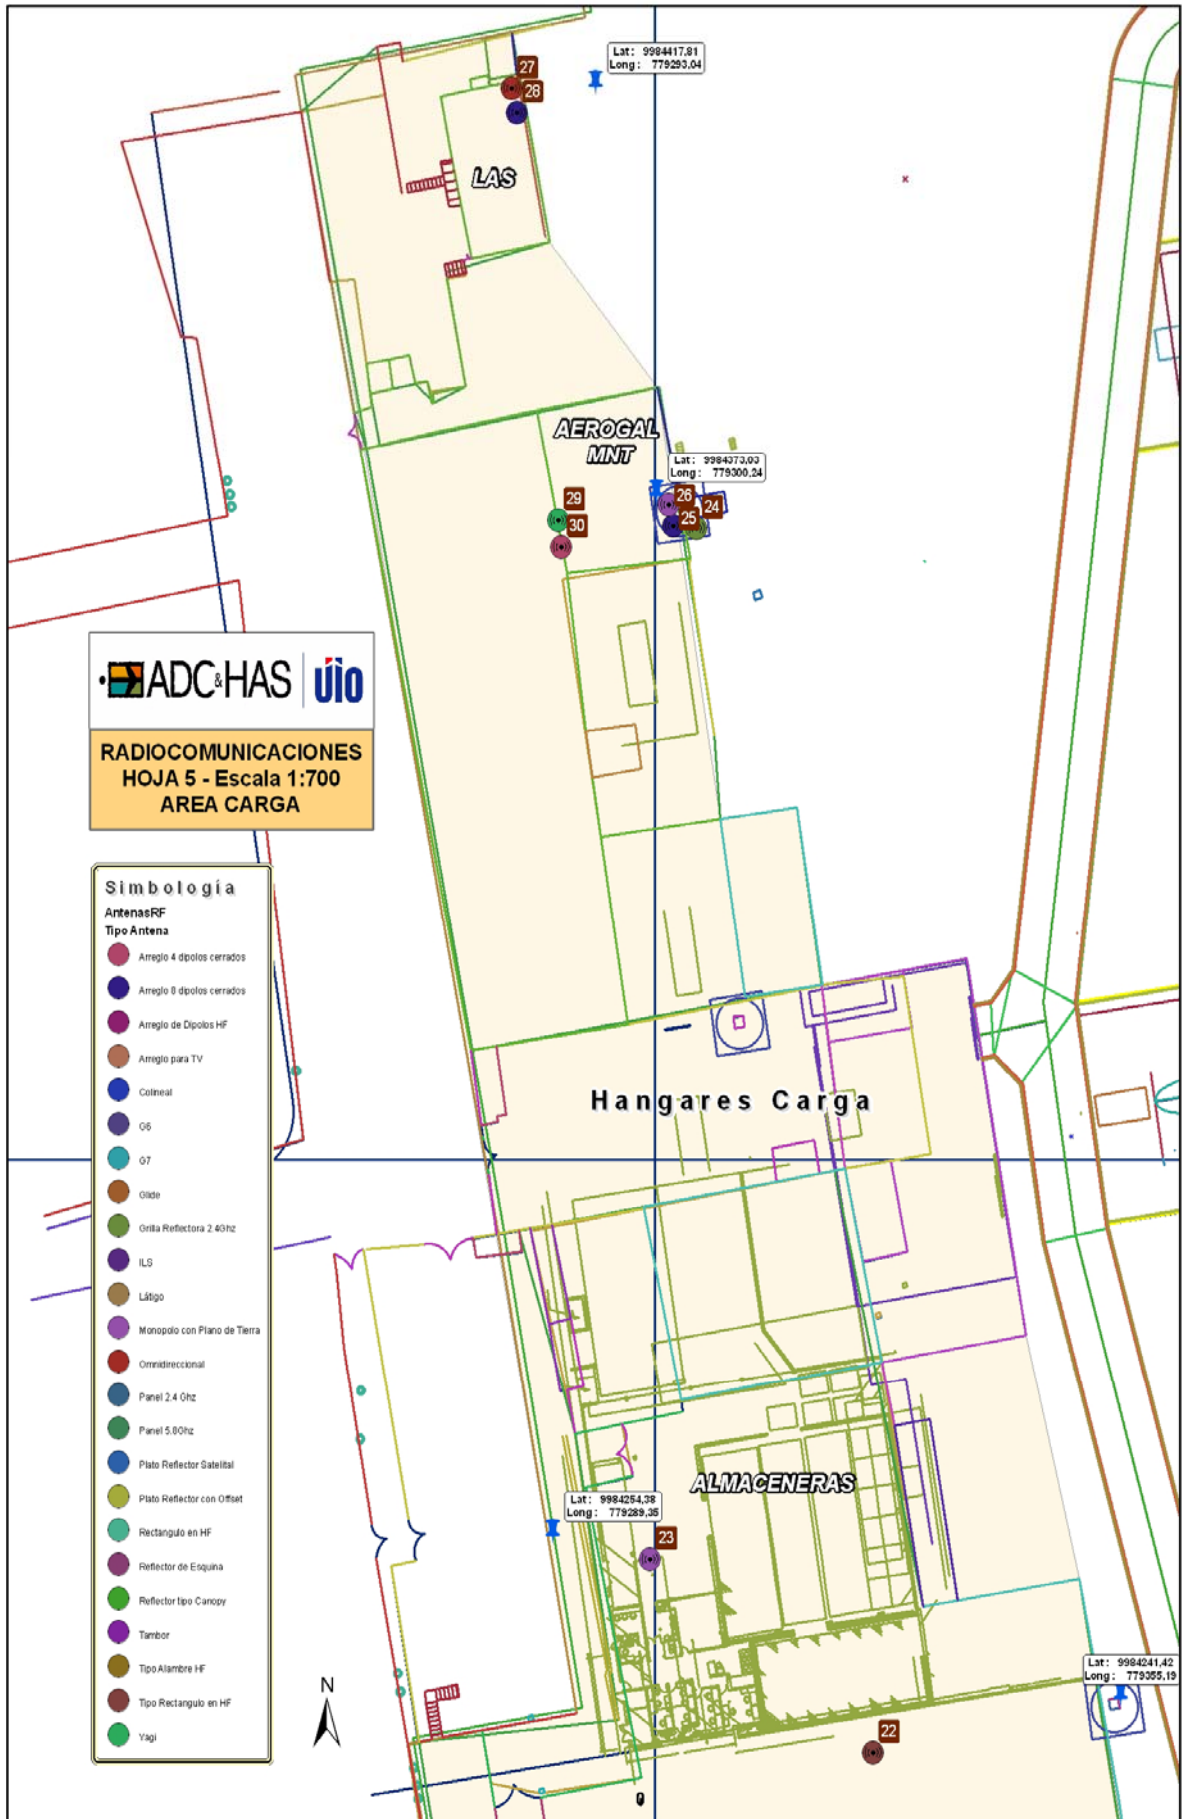 Lat: 9984417,81
Long: 779293,04
27
28
LAS
AEROGAL
MNT
Lat: 9984373,03
Long: 779300,24
26
24
25
29
30
ADC&HAS
UIO
RADIOCOMUNICACIONES
HOJA 5 - Escala 1:700
AREA CARGA
Simbología
AntenasRF
Tipo Antena
Arreglo 4 dipolos cerrados
Arreglo 8 dipolos cerrados
Arreglo de Dipolos HF
Arreglo para TV
Colineal
G6
G7
Glide
Grilla Reflectora 2.4Ghz
ILS
Látigo
Monopolo con Plano de Tierra
Omnidireccional
Panel 2.4 Ghz
Panel 5.8Ghz
Plato Reflector Satelital
Plato Reflector con Offset
Rectangulo en HF
Reflector de Esquina
Reflector tipo Canopy
Tambor
Tipo Alambre HF
Tipo Rectangulo en HF
Yagi
Hangares Carga
ALMACENERAS
Lat: 9984254,38
Long: 779289,35
23
Lat: 9984241,42
Long: 779355,19
22
N